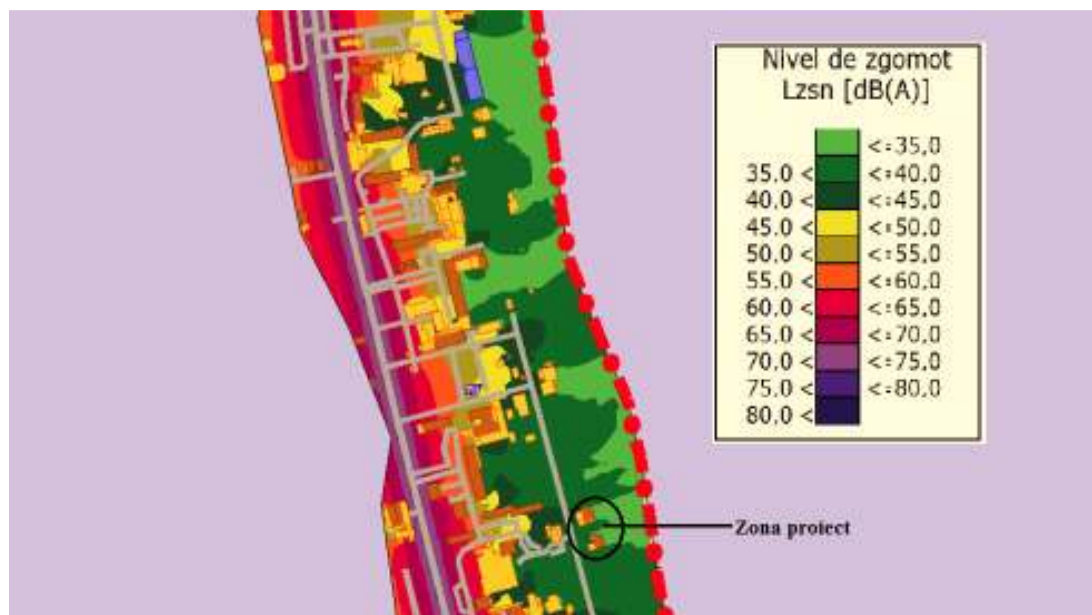 Nivel de zgomot
Lzsn [dB(A)]
<=35,0
35.0 < <=40,0
40.0 < <=45,0
45.0 < <=50,0
50.0 < <=55,0
55.0 < <=60,0
60.0 < <=65,0
65.0 < <=70,0
70.0 < <=75,0
75.0 < <=80,0
80.0 <
Zona proiect